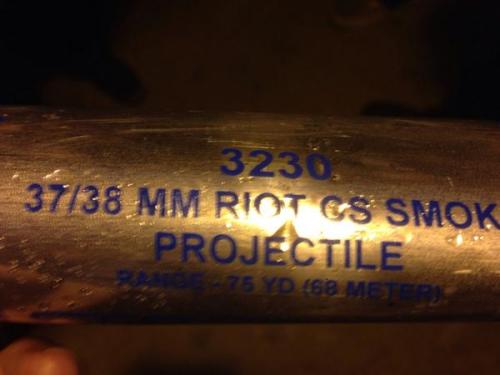 3230
37/38 MM RIOT CS SMOK
PROJECTILE
RANGE - 75 YD (68 METER)